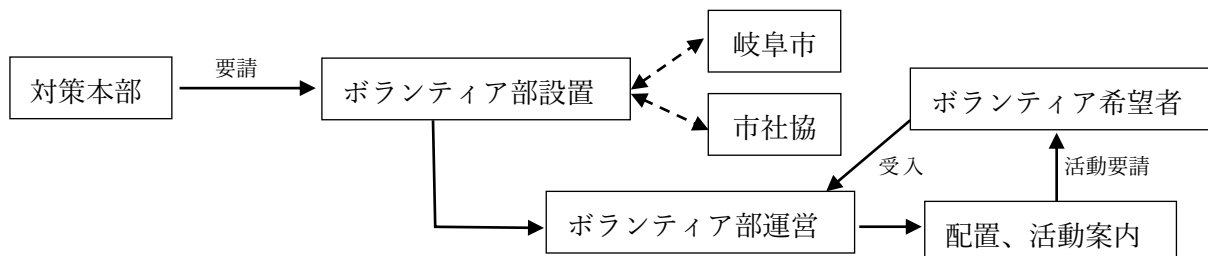 岐阜市
要請
対策本部
ボランティア部設置
ボランティア希望者
市社協
受入
活動要請
ボランティア部運営
配置、活動案内